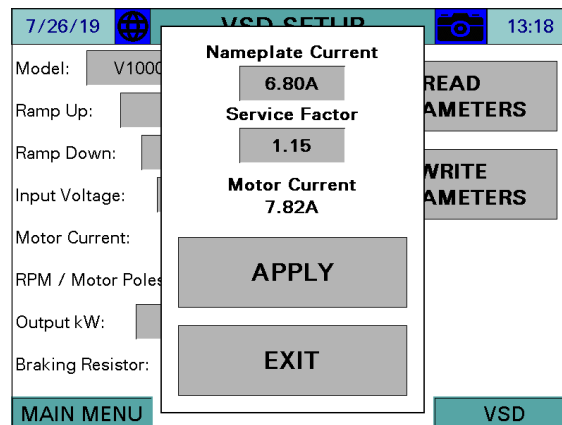 7/26/19 VSD SETUP 13:18
Model: V1000
Ramp Up:
Ramp Down:
Input Voltage:
Motor Current:
RPM / Motor Poles
Output kW:
Braking Resistor:
Nameplate Current
6.80A
Service Factor
1.15
Motor Current
7.82A
APPLY
EXIT
READ
AMETERS
WRITE
AMETERS
MAIN MENU
VSD